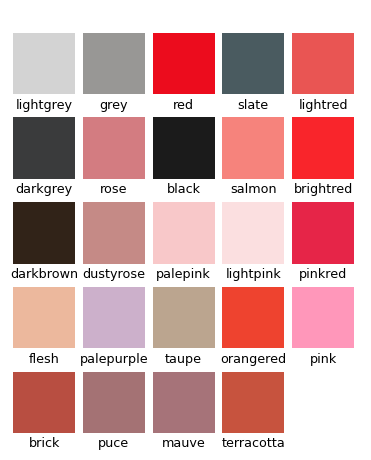 lightgrey grey red slate lightred
darkgrey rose black salmon brightred
darkbrown dustyrose palepink lightpink pinkred
flesh palepurple taupe orangered pink
brick puce mauve terracotta